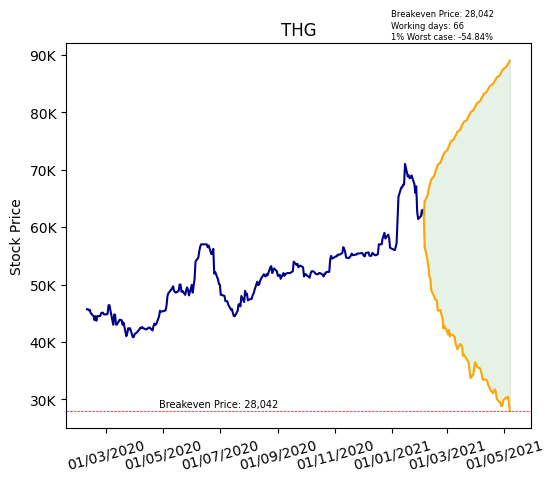 Breakeven Price: 28,042
Working days: 66
1% Worst case: -54.84%
THG
90K
80K
70K
60K
50K
40K
30K
Stock Price
Breakeven Price: 28,042
01/03/2020
01/05/2020
01/07/2020
01/09/2020
01/11/2020
01/01/2021
01/03/2021
01/05/2021